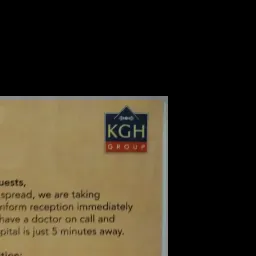 KGH
GROUP
uests,
spread, we are taking
nform reception immediately
have a doctor on call and
pital is just 5 minutes away.